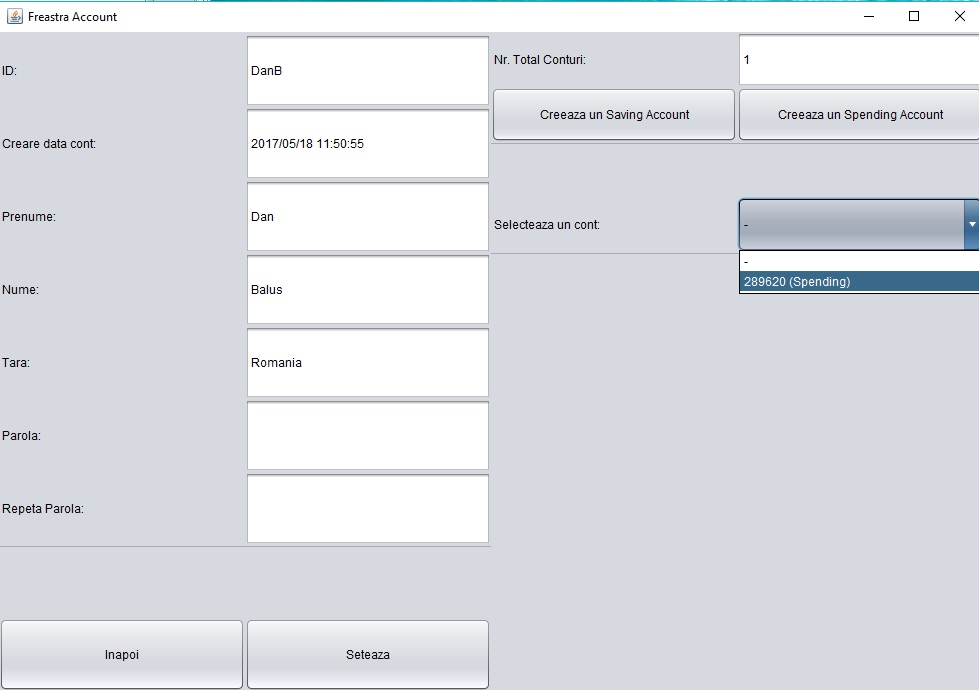 Freastra Account
ID:
DanB
Creare data cont:
2017/05/18 11:50:55
Prenume:
Dan
Nume:
Balus
Tara:
Romania
Parola:
Repeta Parola:
Inapoi
Seteaza
Nr. Total Conturi:
1
Creeaza un Saving Account
Creeaza un Spending Account
Selecteaza un cont:
-
-
289620 (Spending)